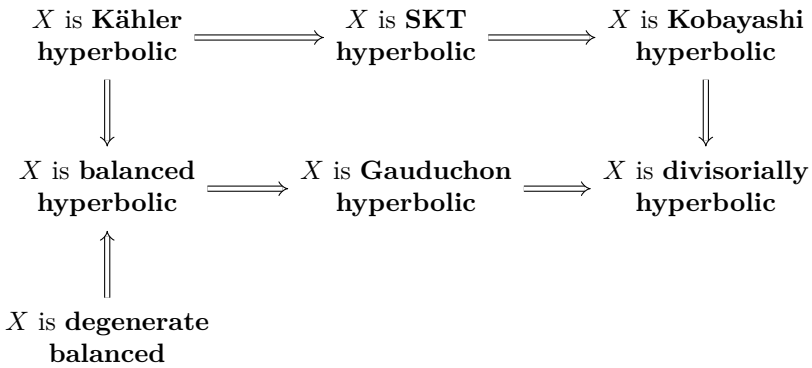 X is Kähler
hyperbolic
X is SKT
hyperbolic
X is Kobayashi
hyperbolic
X is balanced
hyperbolic
X is Gauduchon
hyperbolic
X is divisorially
hyperbolic
X is degenerate
balanced